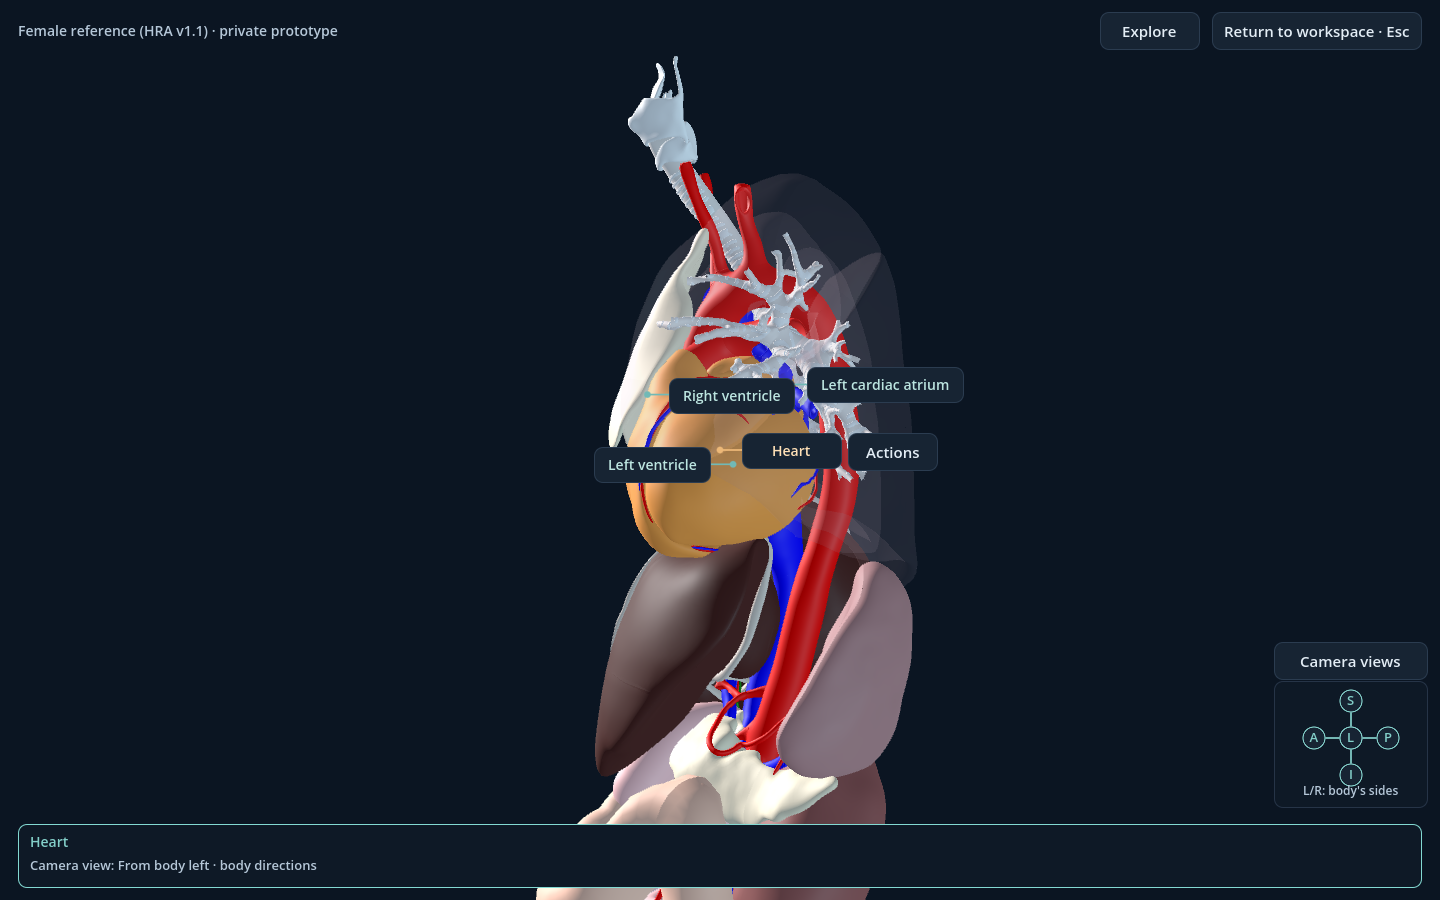 Female reference (HRA v1.1) · private prototype
Explore
Return to workspace · Esc
Left cardiac atrium
Right ventricle
Heart
Actions
Left ventricle
Camera views
S
A
L
P
I
L/R: body's sides
Heart
Camera view: From body left · body directions